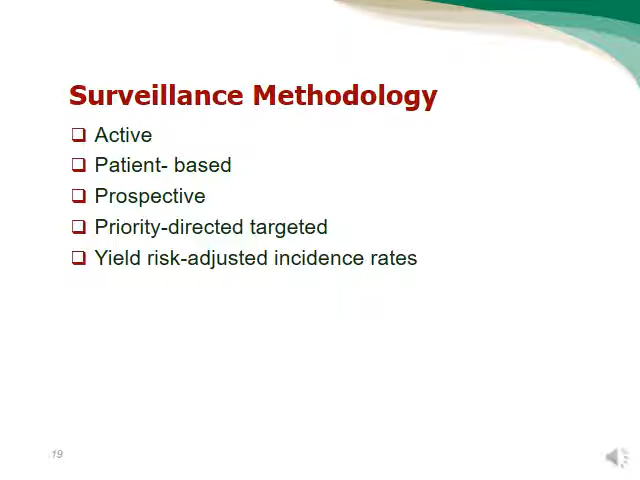 Surveillance Methodology
Active
Patient- based
Prospective
Priority-directed targeted
Yield risk-adjusted incidence rates
19